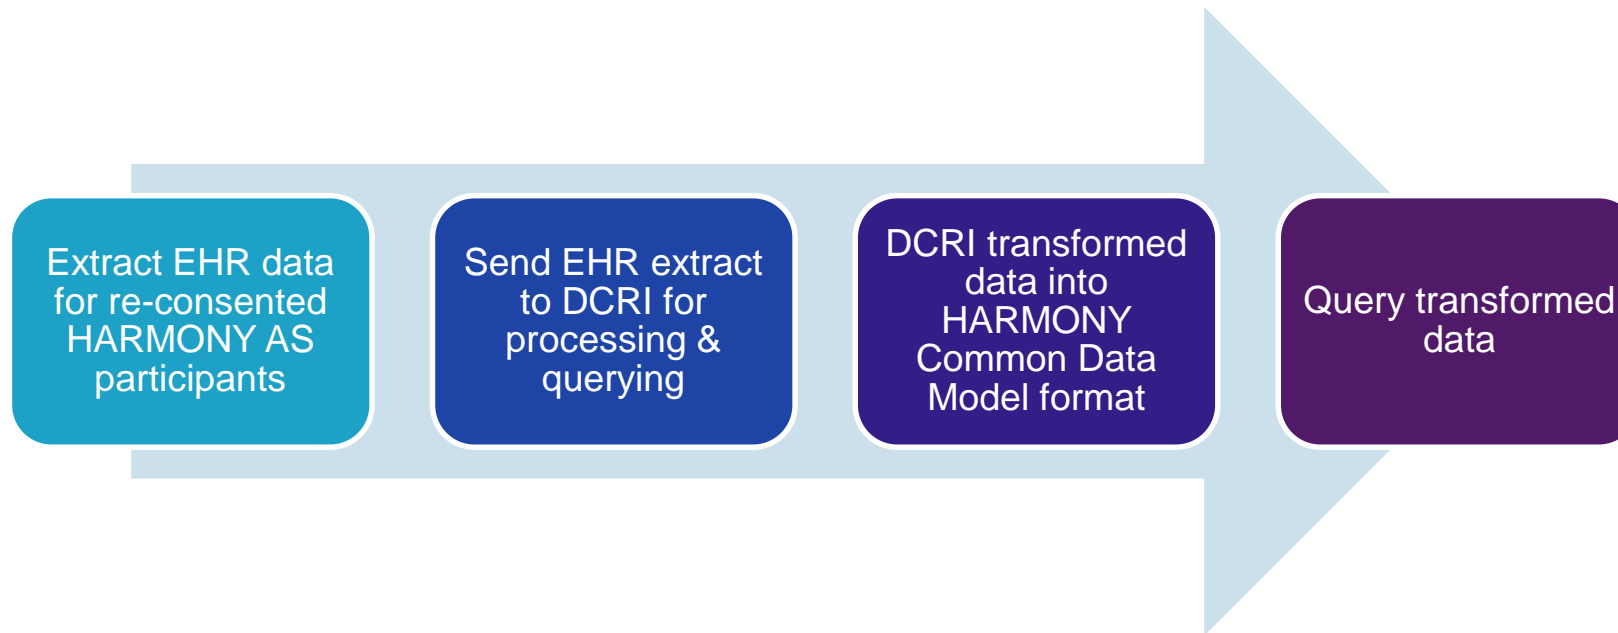 Extract EHR data
for re-consented
HARMONY AS
participants
Send EHR extract
to DCRI for
processing &
querying
DCRI transformed
data into
HARMONY
Common Data
Model format
Query transformed
data